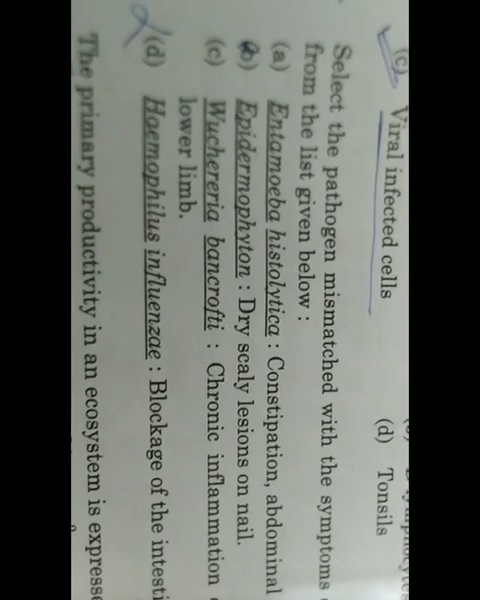 (c) Viral infected cells
(d) Tonsils
Select the pathogen mismatched with the symptoms
from the list given below :
(a) Entamoeba histolytica : Constipation, abdominal
(b) Epidermophyton : Dry scaly lesions on nail.
(c) Wuchereria bancrofti : Chronic inflammation
lower limb.
(d) Haemophilus influenzae : Blockage of the
The primary productivity in an ecosystem is